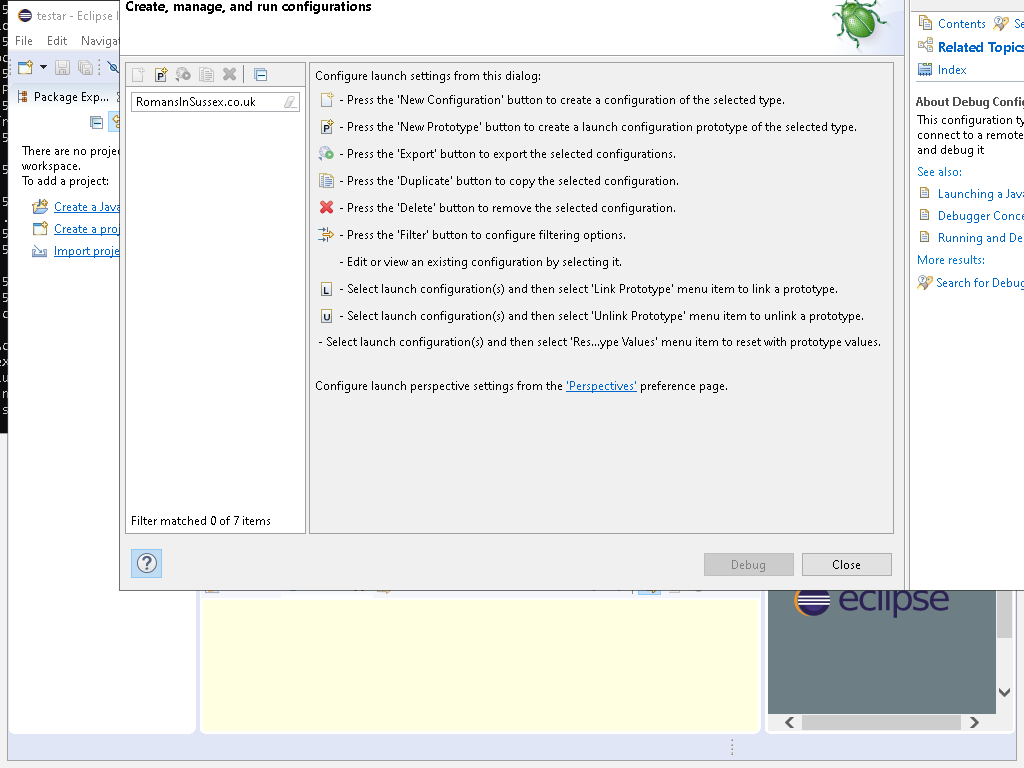 Create, manage, and run configurations
testar - Eclipse
File Edit Naviga
Package Exp...
There are no proje
workspace.
To add a project:
Create a Java
Create a proj
Import proje
RomansInSussex.co.uk
Filter matched 0 of 7 items
Configure launch settings from this dialog:
- Press the 'New Configuration' button to create a configuration of the selected type.
- Press the 'New Prototype' button to create a launch configuration prototype of the selected type.
- Press the 'Export' button to export the selected configurations.
- Press the 'Duplicate' button to copy the selected configuration.
- Press the 'Delete' button to remove the selected configuration.
- Press the 'Filter' button to configure filtering options.
- Edit or view an existing configuration by selecting it.
L - Select launch configuration(s) and then select 'Link Prototype' menu item to link a prototype.
U - Select launch configuration(s) and then select 'Unlink Prototype' menu item to unlink a prototype.
- Select launch configuration(s) and then select 'Res...ype Values' menu item to reset with prototype values.
Configure launch perspective settings from the 'Perspectives' preference page.
Debug Close
Contents Se
Related Topics
Index
About Debug Config
This configuration ty
connect to a remote
and debug it
See also:
Launching a Java
Debugger Conce
Running and De
More results:
Search for Debug
eclipse